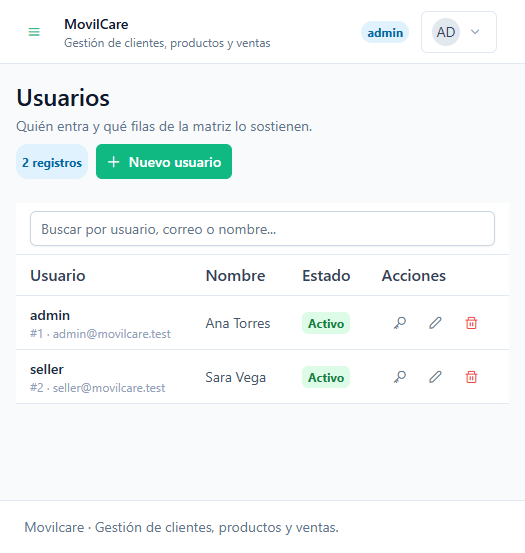 MovilCare
Gestión de clientes, productos y ventas
admin
AD
Usuarios
Quién entra y qué filas de la matriz lo sostienen.
2 registros
Nuevo usuario
Buscar por usuario, correo o nombre...
Usuario Nombre Estado Acciones
admin
#1 · admin@movilcare.test
Ana Torres
Activo
seller
#2 · seller@movilcare.test
Sara Vega
Activo
Movilcare · Gestión de clientes, productos y ventas.